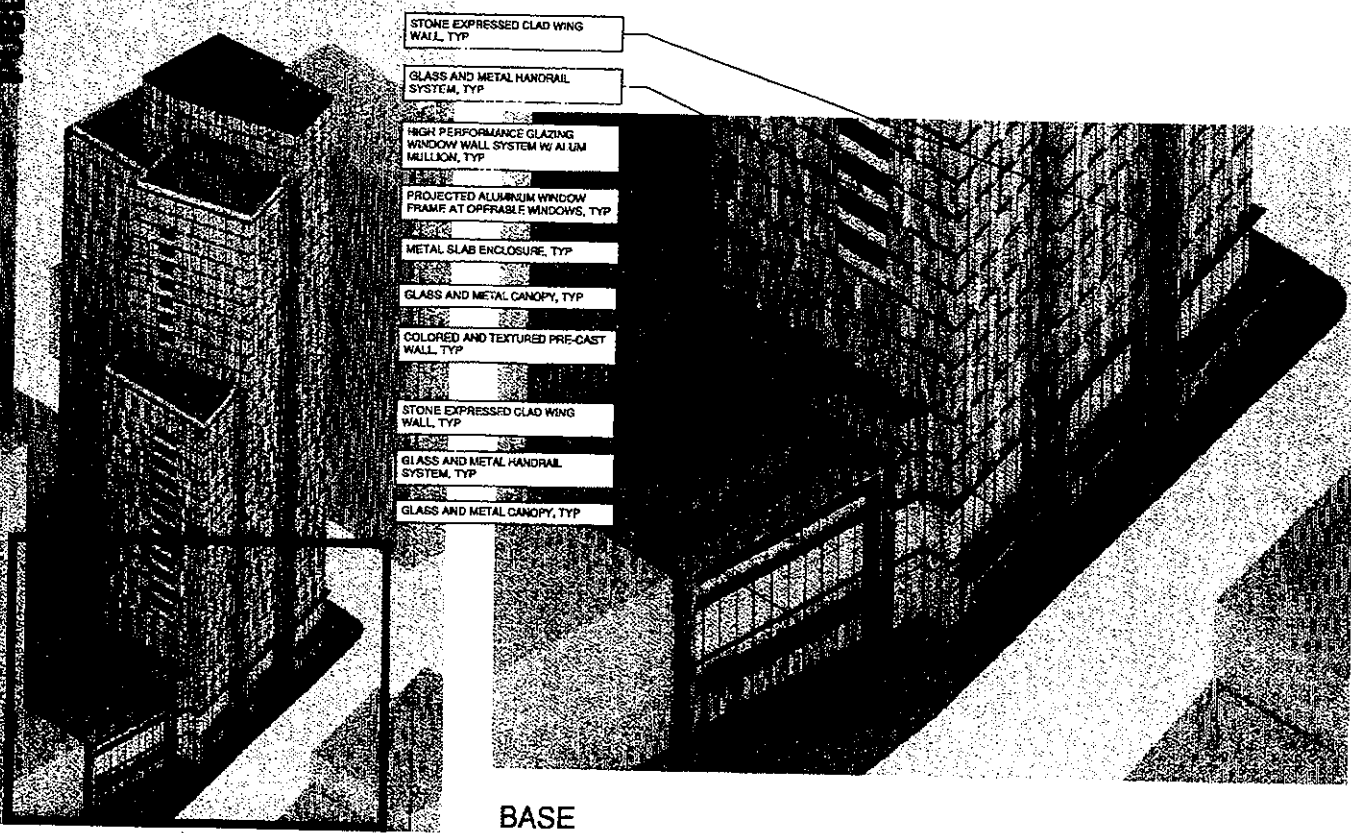 STONE EXPRESSED CLAD WING
WALL, TYP
GLASS AND METAL HANDRAIL
SYSTEM, TYP
HIGH PERFORMANCE GLAZING
WINDOW WALL SYSTEM W/ ALUM
MULLION, TYP
PROJECTED ALUMINUM WINDOW
FRAME AT OPERABLE WINDOWS, TYP
METAL SLAB ENCLOSURE, TYP
GLASS AND METAL CANOPY, TYP
COLORED AND TEXTURED PRE-CAST
WALL, TYP
STONE EXPRESSED CLAD WING
WALL, TYP
GLASS AND METAL HANDRAIL
SYSTEM, TYP
GLASS AND METAL CANOPY, TYP
BASE